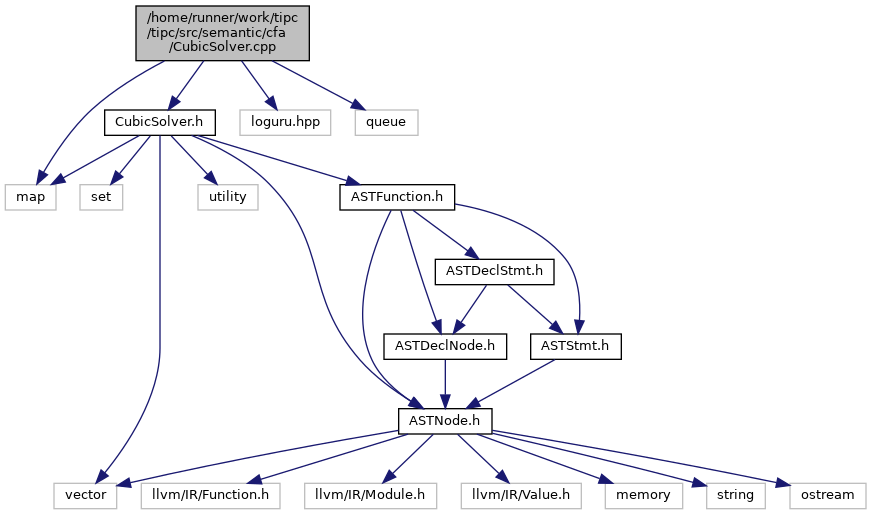 /home/runner/work/tipc
/tipc/src/semantic/cfa
/CubicSolver.cpp
CubicSolver.h
loguru.hpp
queue
map
set
utility
ASTFunction.h
ASTDeclStmt.h
ASTDeclNode.h
ASTStmt.h
ASTNode.h
vector
llvm/IR/Function.h
llvm/IR/Module.h
llvm/IR/Value.h
memory
string
ostream